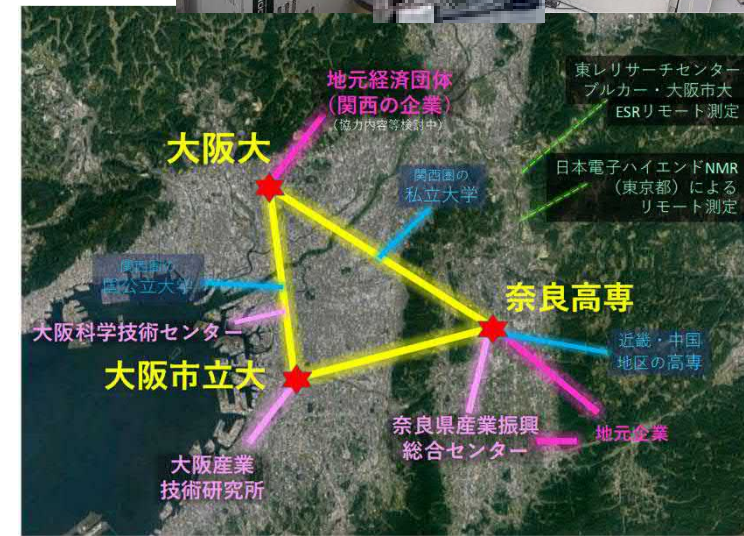 地元経済団体
（関西の企業）
（協力内容等検討中）
東レリサーチセンター
ブルカー・大阪市大
ESRリモート測定
大阪大
日本電子ハイエンドNMR
（東京都）による
リモート測定
関西圏の
私立大学
関西圏の
国公立大学
奈良高専
大阪科学技術センター
近畿・中国
地区の高専
大阪市立大
奈良県産業振興
総合センター
地元企業
大阪産業
技術研究所